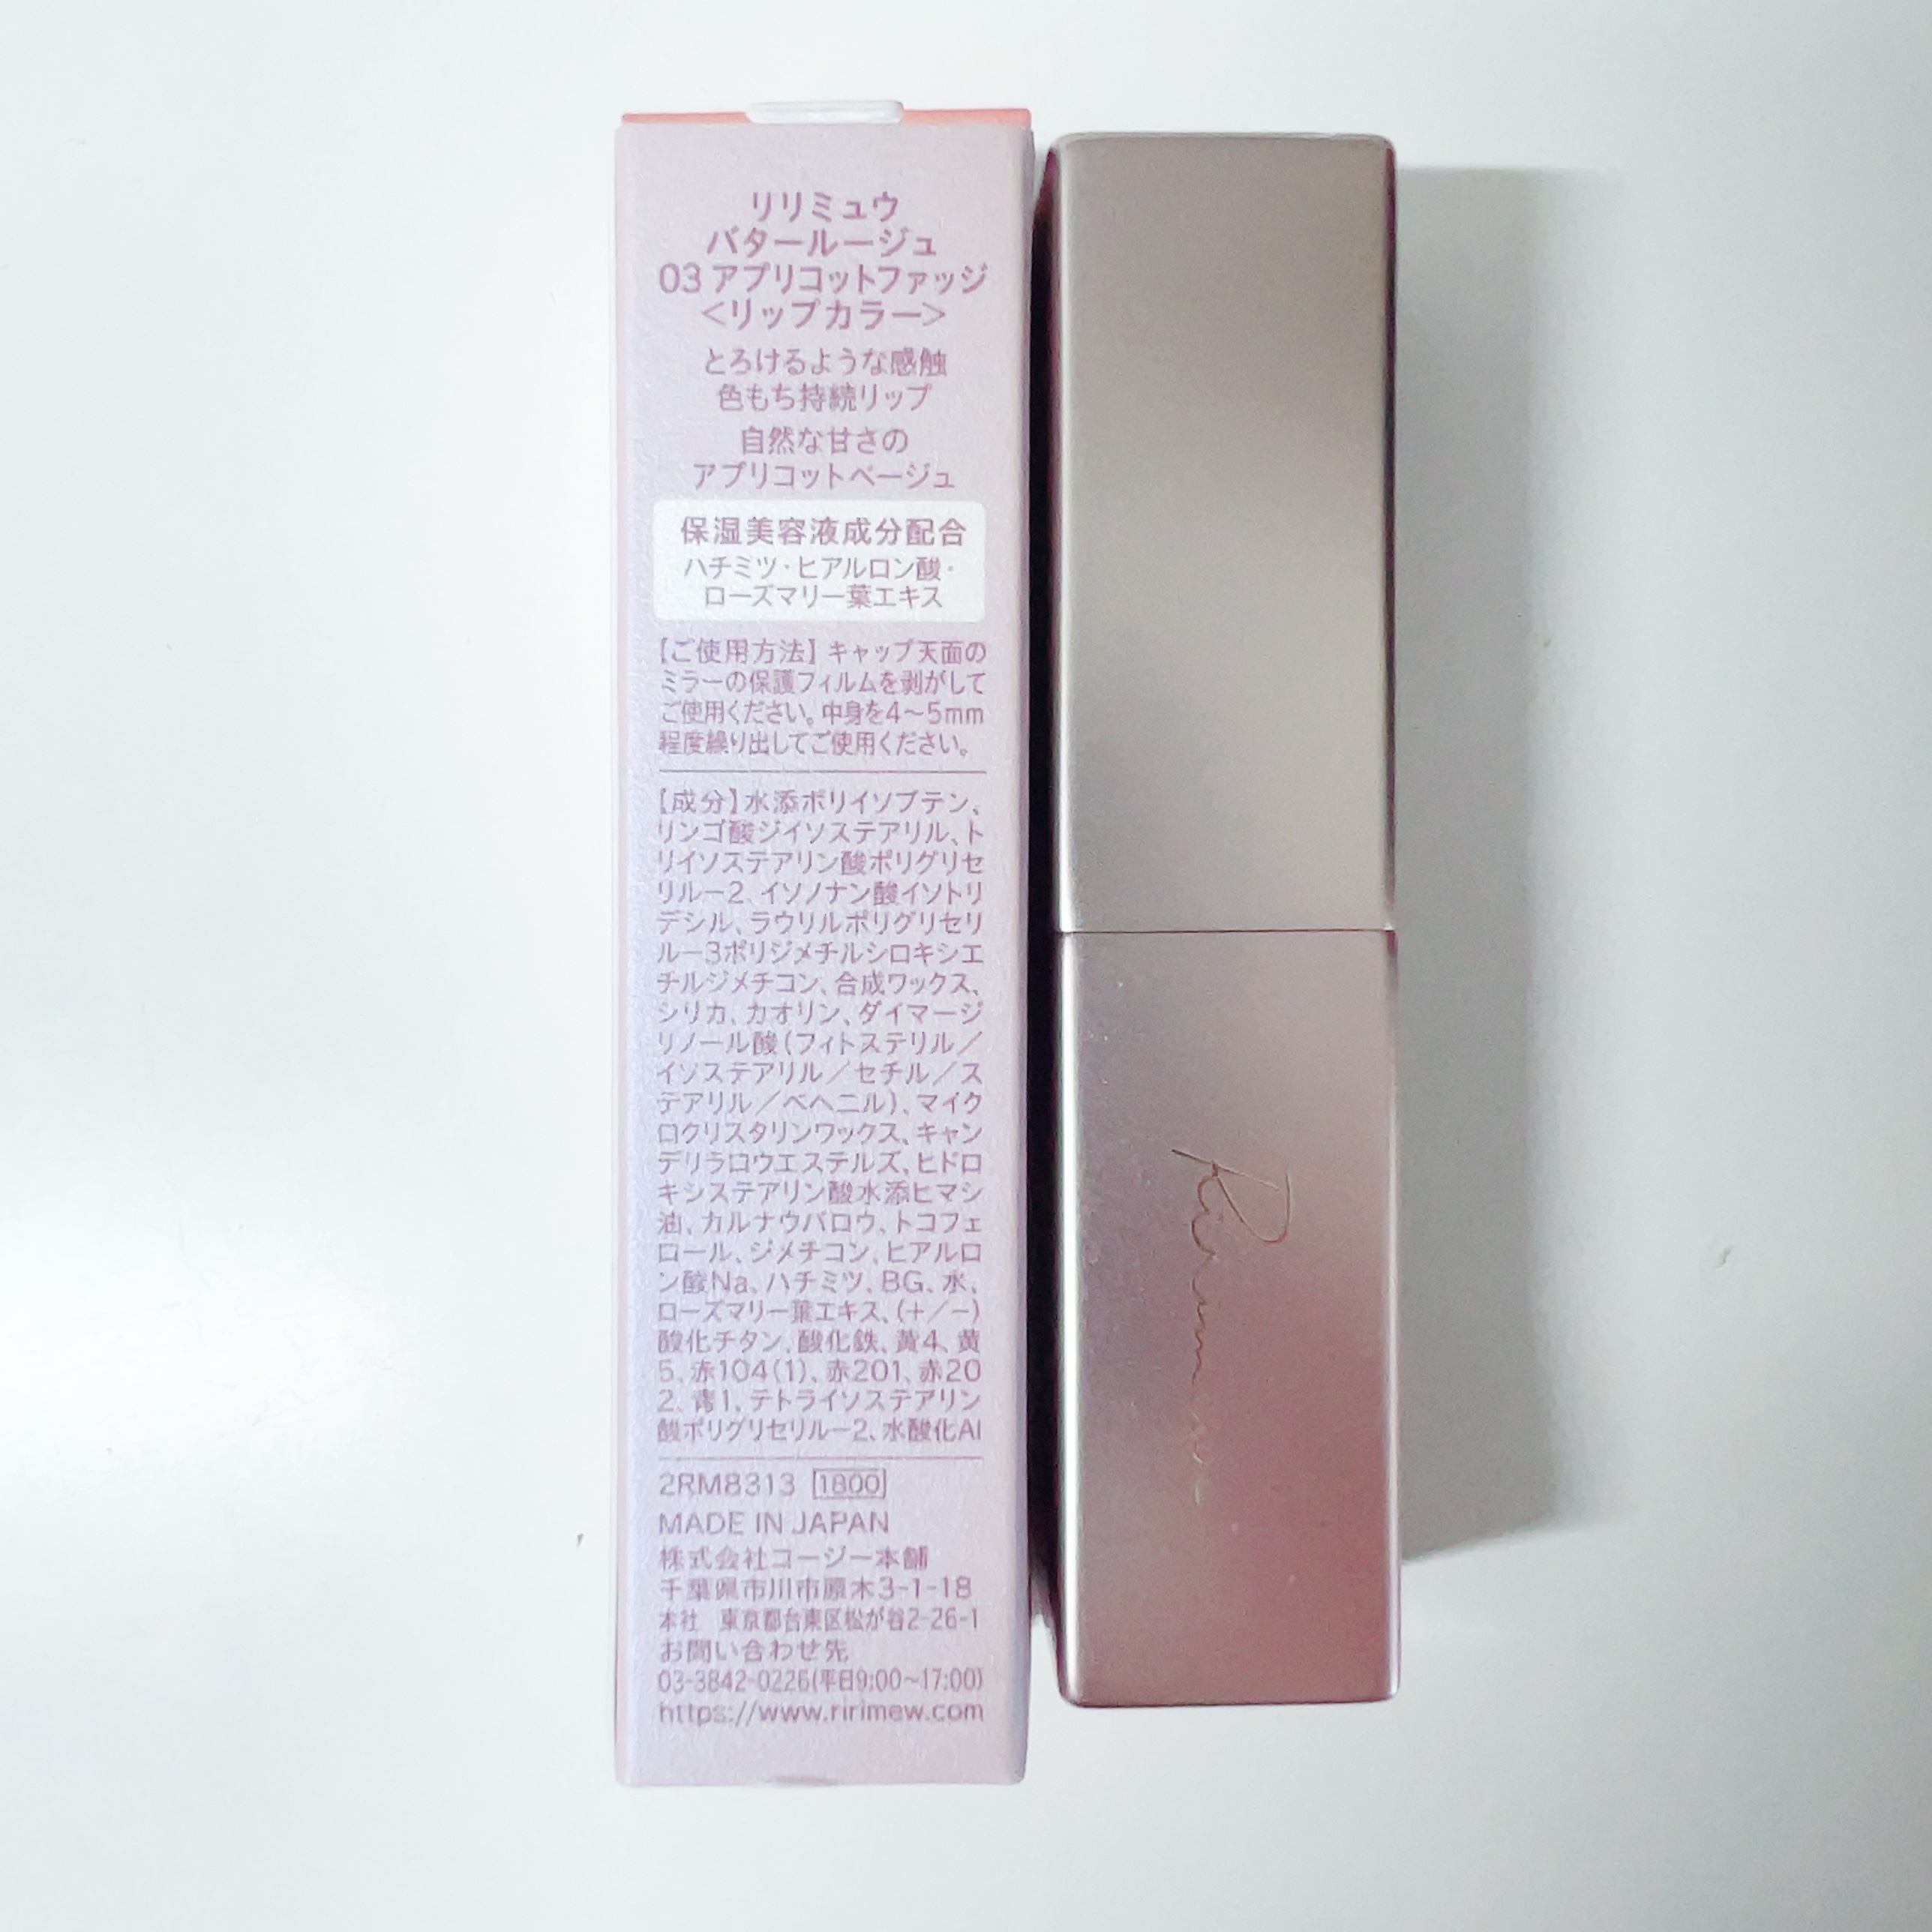 リリミュウ
バタールージュ
03 アプリコットファッジ
＜リップカラー＞
とろけるような感触
色もち持続リップ
自然な甘さの
アプリコットベージュ
保湿美容液成分配合
ハチミツ・ヒアルロン酸・
ローズマリー葉エキス
【ご使用方法】キャップ天面の
ミラーの保護フィルムを剥がして
ご使用ください。中身を4～5mm
程度繰り出してご使用ください。
【成分】水添ポリイソブテン、
リンゴ酸ジイソステアリル、ト
リイソステアリン酸ポリグリセ
リルー2、イソノナン酸イソトリ
デシル、ラウリルポリグリセリ
ルー3ポリジメチルシロキシエ
チルジメチコン、合成ワックス、
シリカ、カオリン、ダイマージ
リノール酸(フィトステリル／
イソステアリル／セチル／ス
テアリル／ベヘニル)、マイク
ロクリスタリンワックス、キャン
デリラロウエステルズ、ヒドロ
キシステアリン酸水添ヒマシ
油、カルナウバロウ、トコフェ
ロール、ジメチコン、ヒアルロ
ン酸Na、ハチミツ、BG、水、
ローズマリー葉エキス、(＋／－)
酸化チタン、酸化鉄、黄4、黄
5、赤104(1)、赤201、赤20
2、青1、テトライソステアリン
酸ポリグリセリルー2、水酸化Al
2RM8313 1800
MADE IN JAPAN
株式会社コージー本舗
千葉県市川市原木3-1-18
本社 東京都台東区松が谷2-26-1
お問い合わせ先
03-3842-0226(平日9:00～17:00)
https://www.ririmew.com
Ririmew